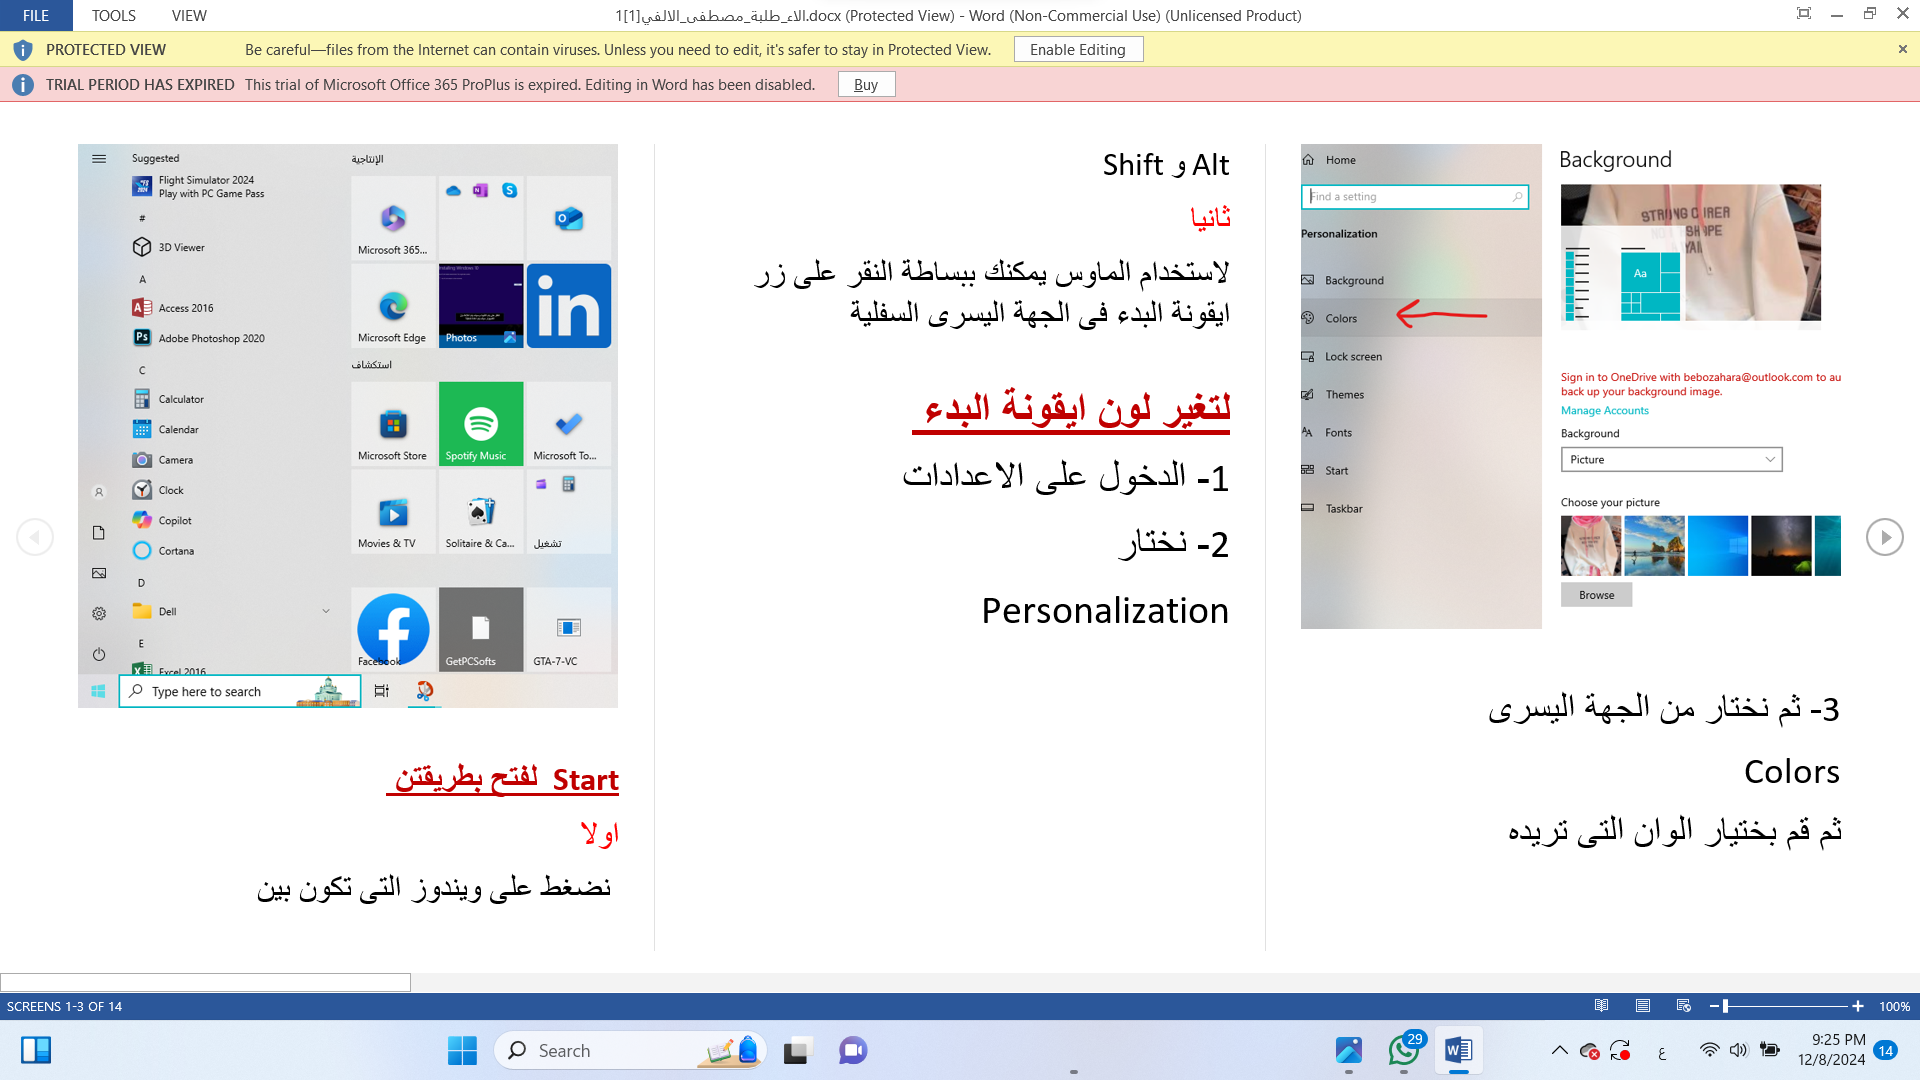 FILE TOOLS VIEW
الاء_طلبة_مصطفى_الالفي[1]1.docx (Protected View) - Word (Non-Commercial Use) (Unlicensed Product)
PROTECTED VIEW Be careful—files from the Internet can contain viruses. Unless you need to edit, it's safer to stay in Protected View. Enable Editing
TRIAL PERIOD HAS EXPIRED This trial of Microsoft Office 365 ProPlus is expired. Editing in Word has been disabled. Buy
Suggested
Flight Simulator 2024
Play with PC Game Pass
#
3D Viewer
A
Access 2016
Adobe Photoshop 2020
C
Calculator
Calendar
Camera
Clock
Copilot
Cortana
D
Dell
E
Excel 2016
Type here to search
الإنتاجية
Microsoft 365...
Microsoft Edge
Photos
in
استكشاف
Microsoft Store
Spotify Music
Microsoft To...
Movies & TV
Solitaire & Ca...
تشغيل
Facebook
GetPCSofts
GTA-7-VC
Start لفتح بطريقتن
اولا
نضغط على ويندوز التى تكون بين
Alt و Shift
ثانيا
لاستخدام الماوس يمكنك ببساطة النقر على زر
ايقونة البدء فى الجهة اليسرى السفلية
لتغير لون ايقونة البدء
1- الدخول على الاعدادات
2- نختار
Personalization
Home
Find a setting
Personalization
Background
Colors
Lock screen
Themes
Fonts
Start
Taskbar
Background
Aa
Sign in to OneDrive with bebozahara@outlook.com to au
back up your background image.
Manage Accounts
Background
Picture
Choose your picture
Browse
3- ثم نختار من الجهة اليسرى
Colors
ثم قم بختيار الوان التى تريده
SCREENS 1-3 OF 14
100%
Search
29
ع
9:25 PM
12/8/2024
14